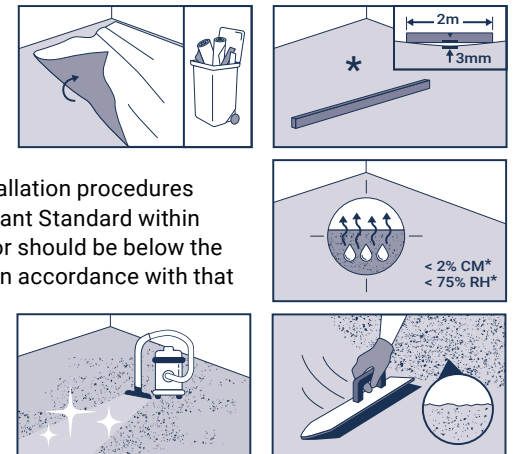 2m
3mm
*
allation procedures
ant Standard within
or should be below the
n accordance with that
< 2% CM*
< 75% RH*